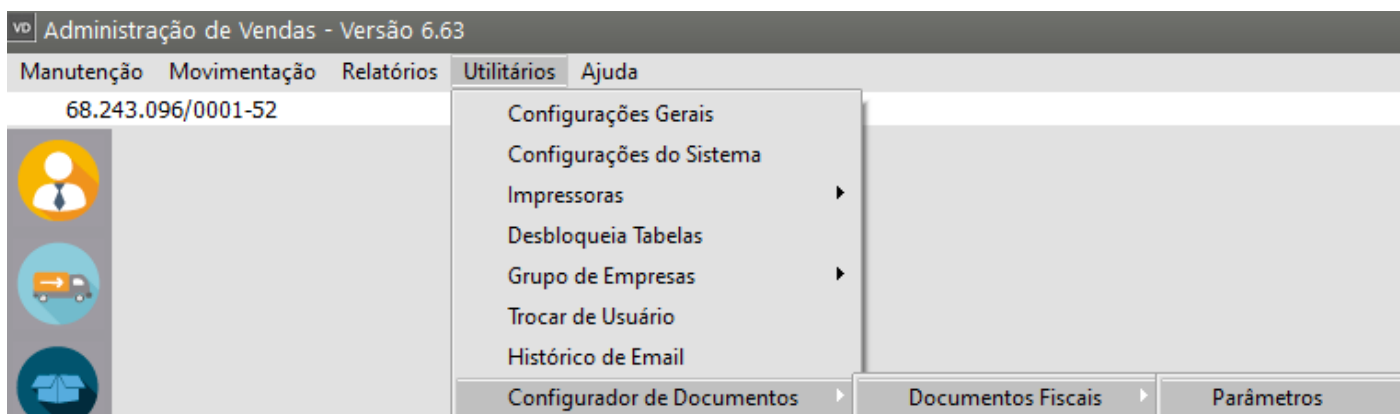 VD Administração de Vendas - Versão 6.63
Manutenção Movimentação Relatórios Utilitários Ajuda
68.243.096/0001-52
Configurações Gerais
Configurações do Sistema
Impressoras
Desbloqueia Tabelas
Grupo de Empresas
Trocar de Usuário
Histórico de Email
Configurador de Documentos Documentos Fiscais Parâmetros